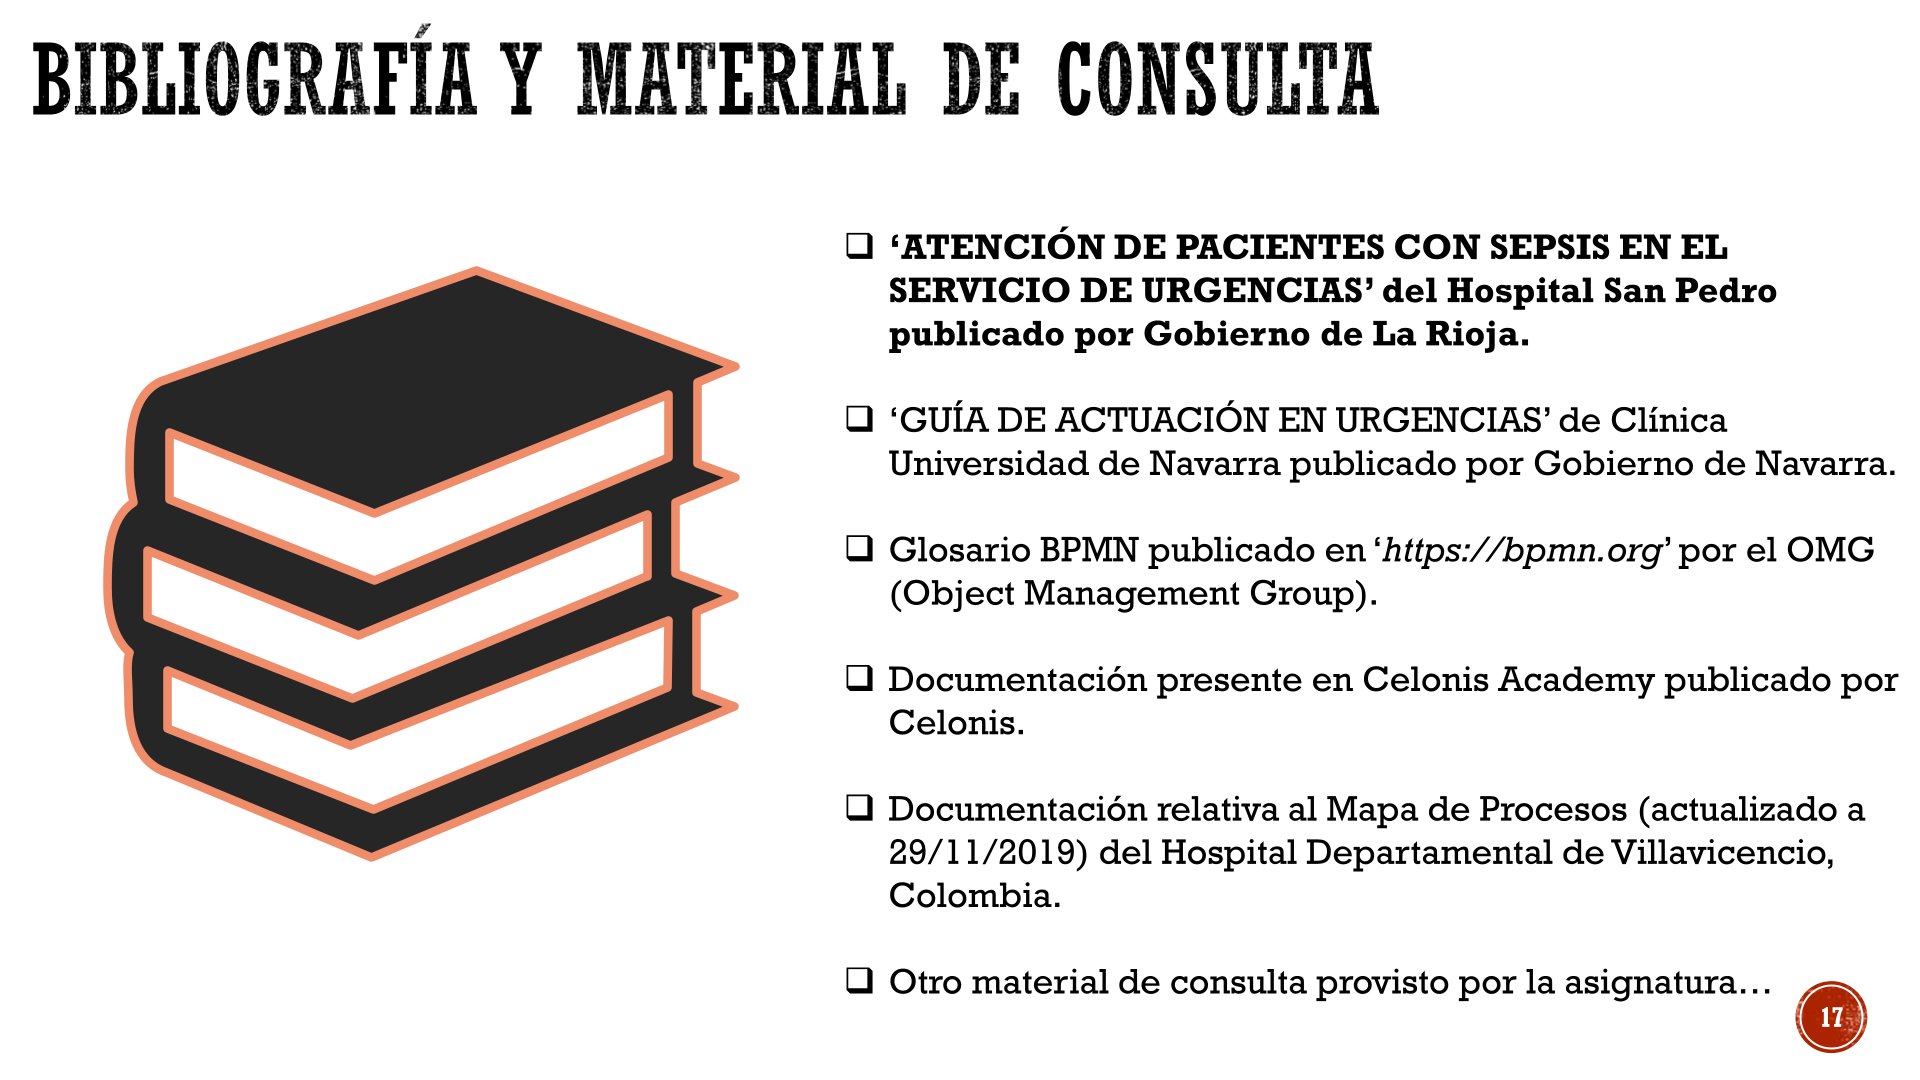 BIBLIOGRAFÍA Y MATERIAL DE CONSULTA
‘ATENCIÓN DE PACIENTES CON SEPSIS EN EL
SERVICIO DE URGENCIAS’ del Hospital San Pedro
publicado por Gobierno de La Rioja.
‘GUÍA DE ACTUACIÓN EN URGENCIAS’ de Clínica
Universidad de Navarra publicado por Gobierno de Navarra.
Glosario BPMN publicado en ‘https://bpmn.org’ por el OMG
(Object Management Group).
Documentación presente en Celonis Academy publicado por
Celonis.
Documentación relativa al Mapa de Procesos (actualizado a
29/11/2019) del Hospital Departamental de Villavicencio,
Colombia.
Otro material de consulta provisto por la asignatura…
17